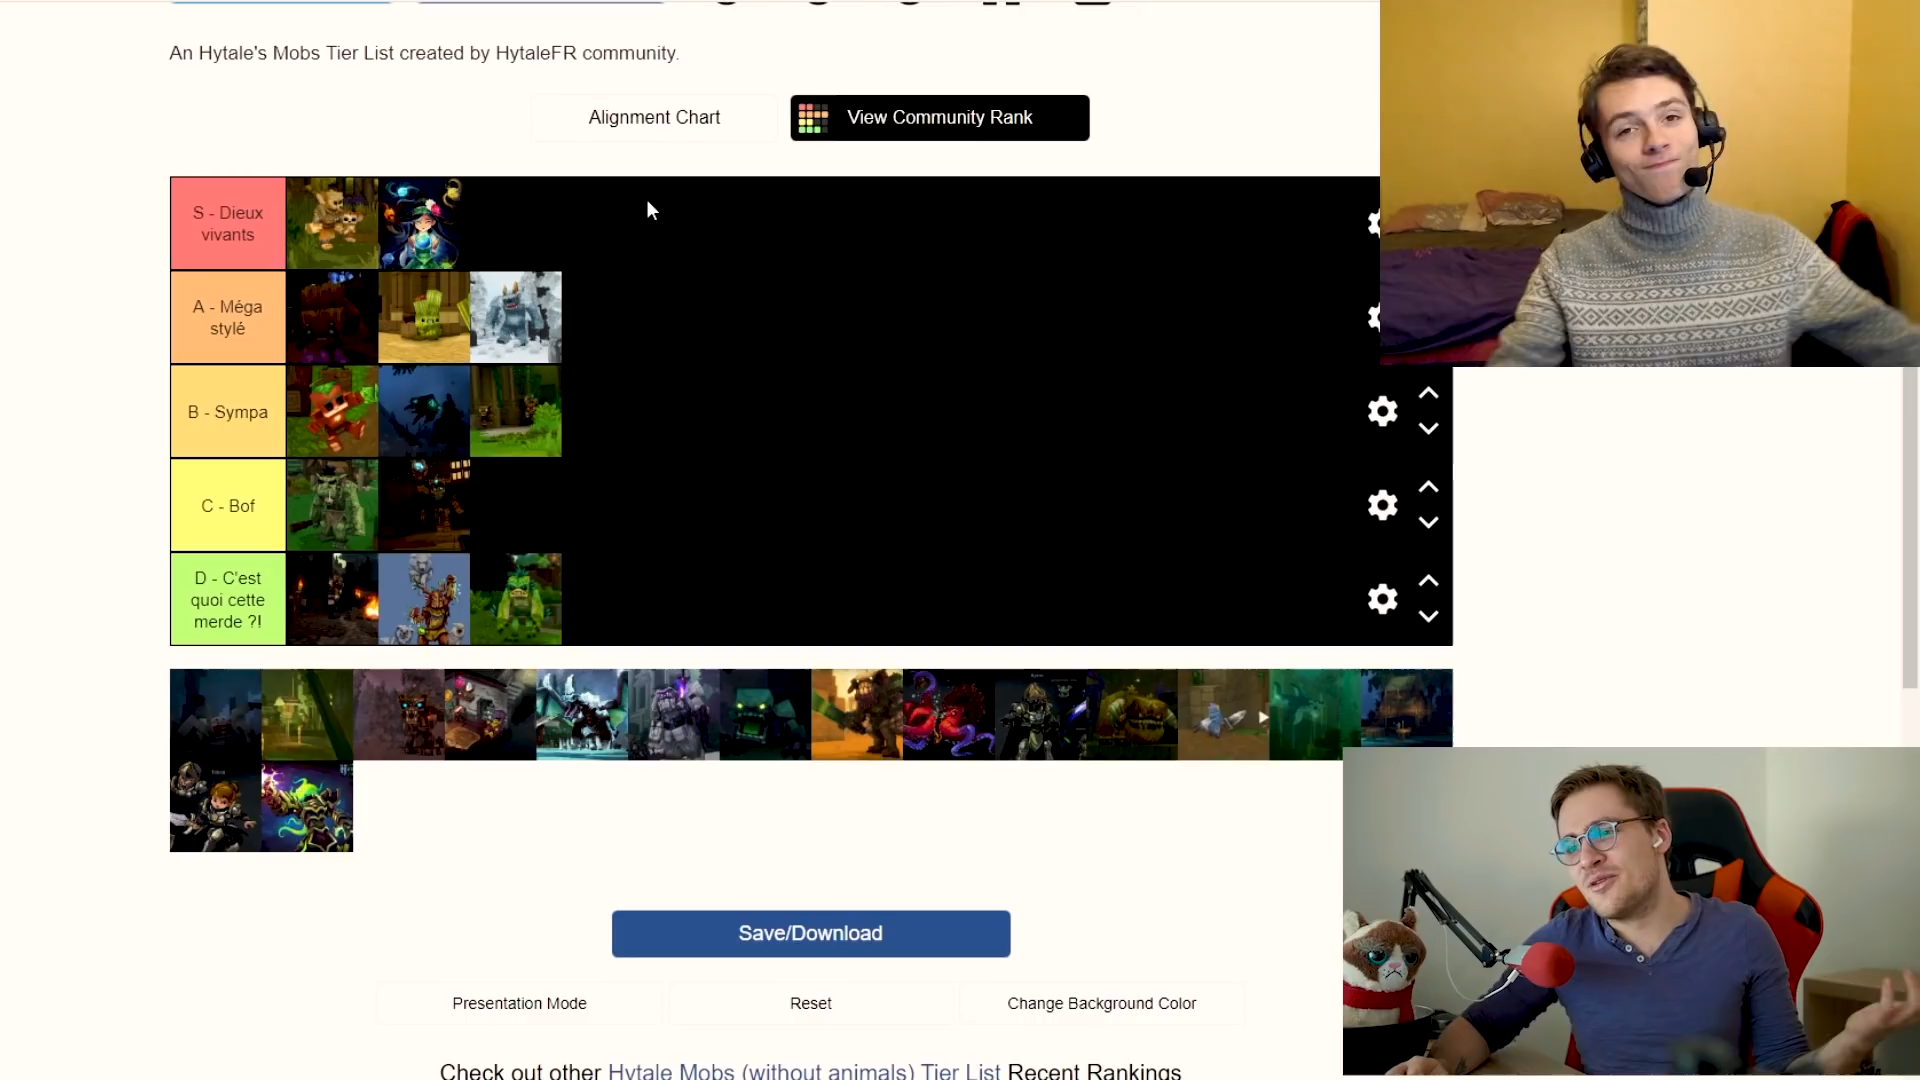 An Hytale's Mobs Tier List created by HytaleFR community.
Alignment Chart
View Community Rank
S - Dieux
vivants
A - Méga
stylé
B - Sympa
C - Bof
D - C'est
quoi cette
merde ?!
Save/Download
Presentation Mode
Reset
Change Background Color
Check out other Hytale Mobs (without animals) Tier List Recent Rankings